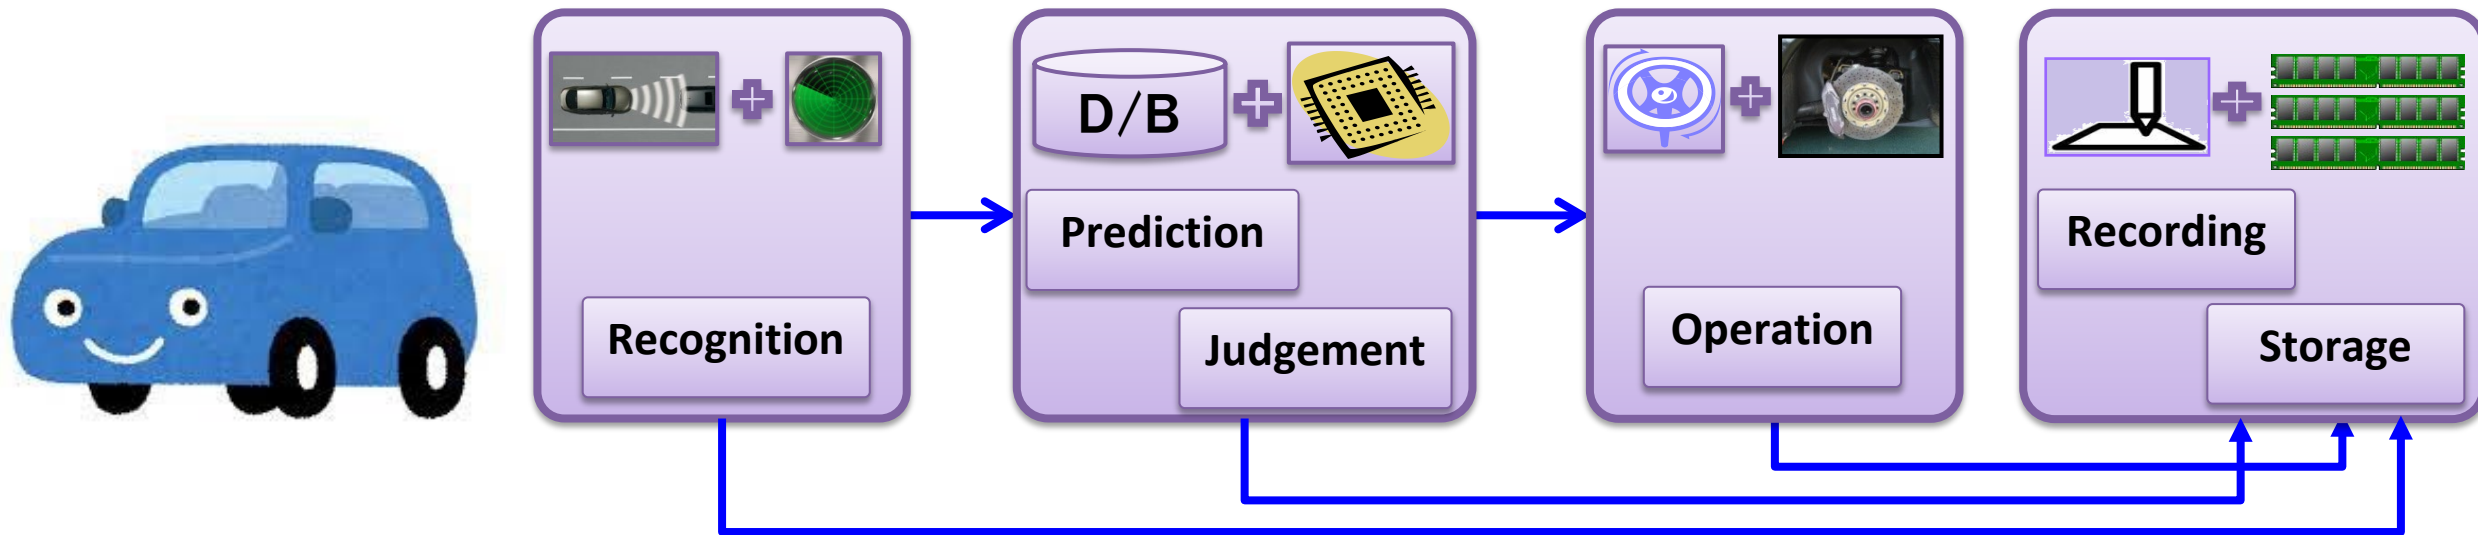 Recognition
D/B
Prediction
Judgement
Operation
Recording
Storage